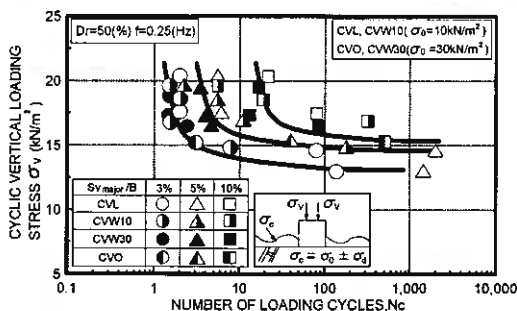 Dr=50(%) f=0.25(Hz)
CVL, CVW10(σ0=10kN/m²)
CVO, CVW30(σ0=30kN/m²)
CYCLIC VERTICAL LOADING
STRESS σV (kN/m²)
25
20
15
10
5
SVmajor/B 3% 5% 10%
CVL
CVW10
CVW30
CVO
σV σV
σc
σc = σ0 ± σd
0.1 1 10 100 1,000 10,000
NUMBER OF LOADING CYCLES,Nc